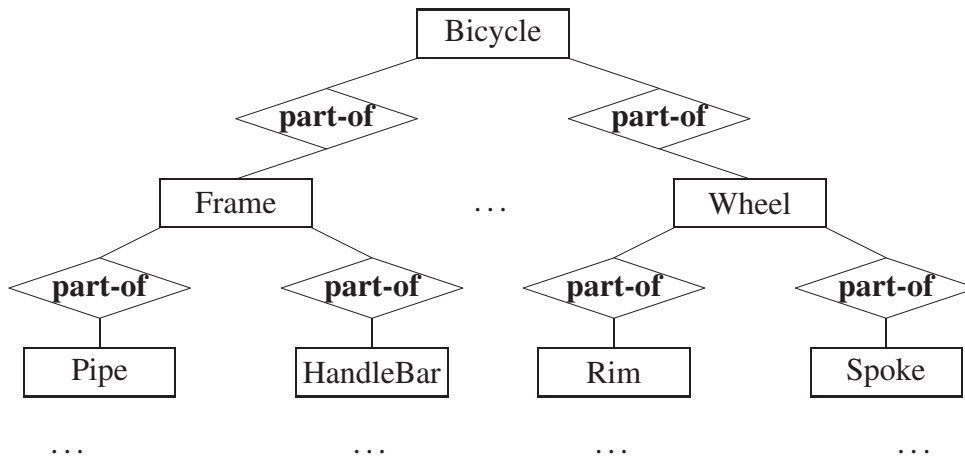 Bicycle
part-of part-of
Frame ... Wheel
part-of part-of part-of part-of
Pipe HandleBar Rim Spoke
... ... ... ...